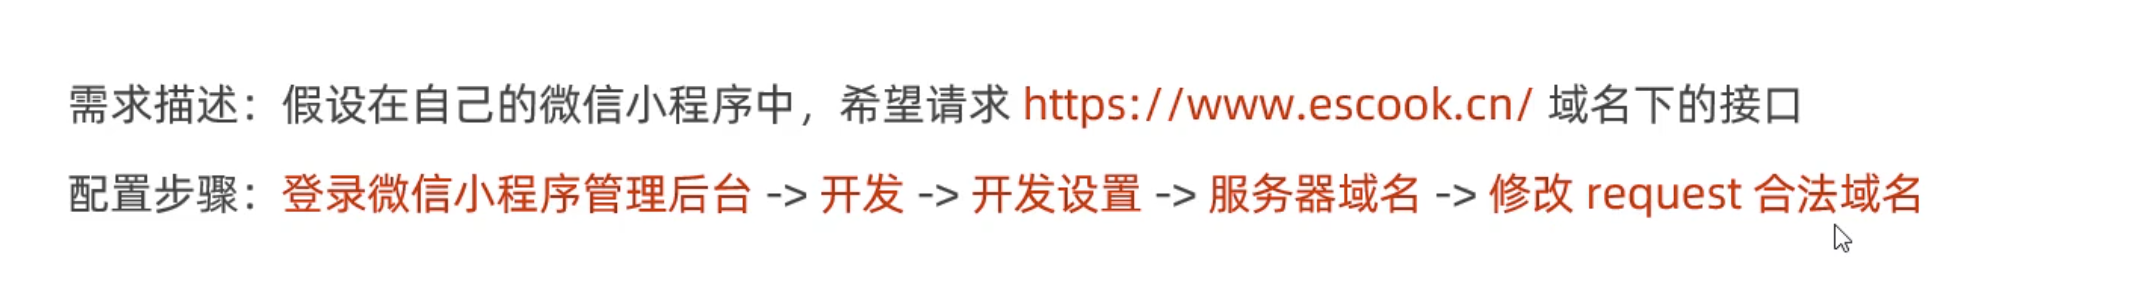 需求描述：假设在自己的微信小程序中，希望请求 https://www.escook.cn/ 域名下的接口
配置步骤：登录微信小程序管理后台 -> 开发 -> 开发设置 -> 服务器域名 -> 修改 request 合法域名